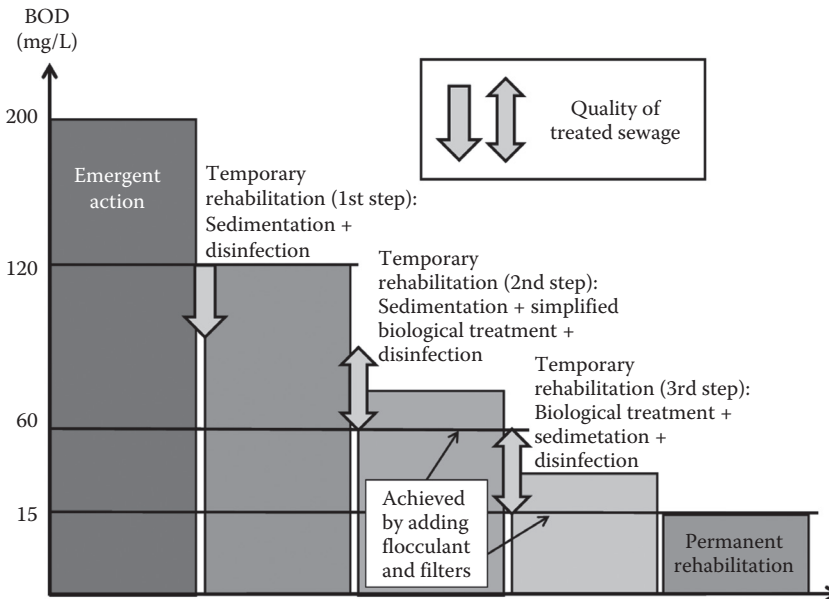 BOD
(mg/L)
200
120
60
15
Emergent
action
Temporary
rehabilitation (1st step):
Sedimentation +
disinfection
Temporary
rehabilitation (2nd step):
Sedimentation + simplified
biological treatment +
disinfection
Temporary
rehabilitation (3rd step):
Biological treatment +
sedimetation +
disinfection
Quality of
treated sewage
Achieved
by adding
flocculant
and filters
Permanent
rehabilitation